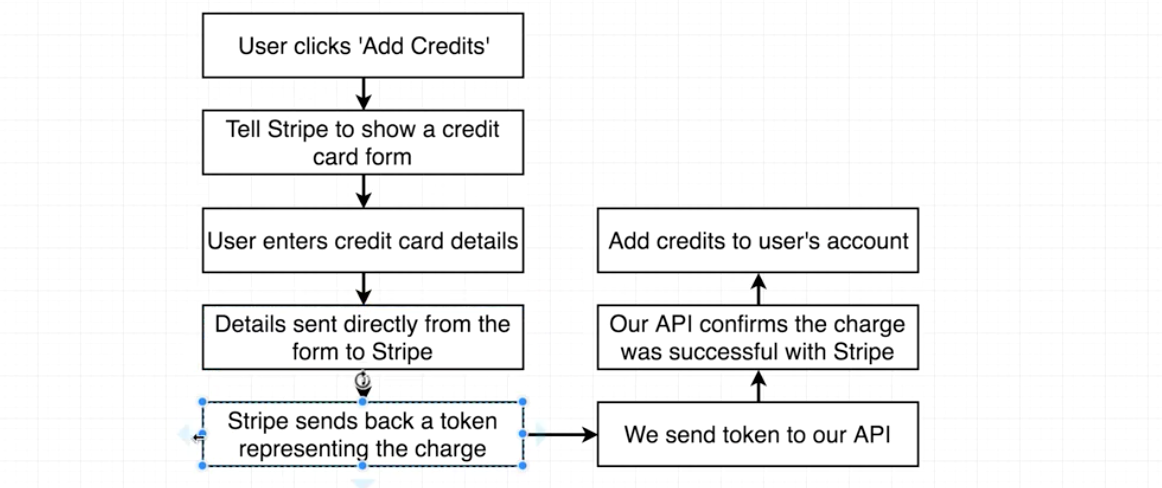 User clicks 'Add Credits'
Tell Stripe to show a credit
card form
User enters credit card details
Details sent directly from the
form to Stripe
Stripe sends back a token
representing the charge
We send token to our API
Our API confirms the charge
was successful with Stripe
Add credits to user's account